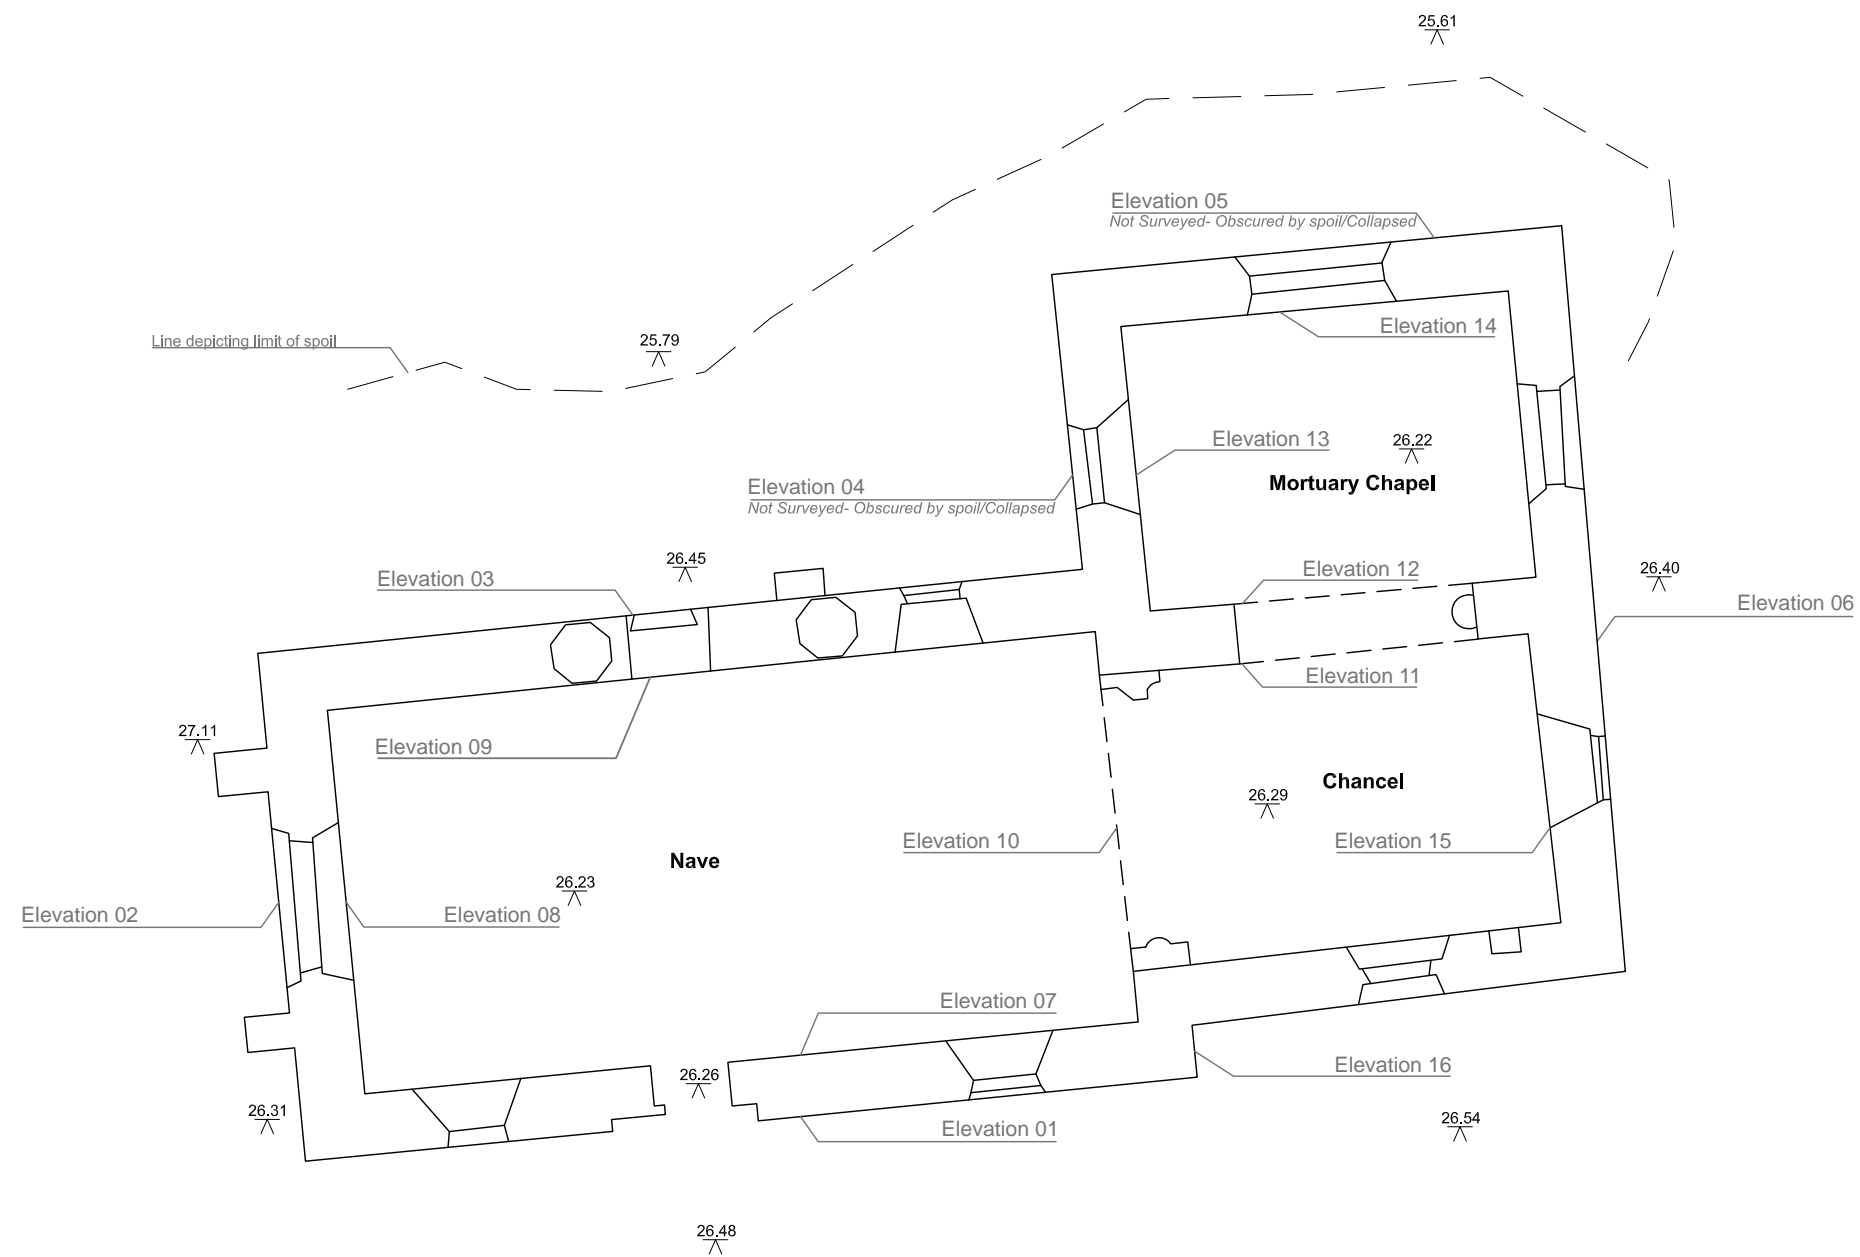 25.61
Elevation 05
Not Surveyed- Obscured by spoil/Collapsed
Elevation 14
25.79
Line depicting limit of spoil
Elevation 13
26.22
Mortuary Chapel
Elevation 04
Not Surveyed- Obscured by spoil/Collapsed
26.45
Elevation 03
Elevation 12
26.40
Elevation 06
Elevation 11
27.11
Elevation 09
Chancel
26.29
Elevation 10
Elevation 15
Nave
26.23
Elevation 02
Elevation 08
Elevation 07
Elevation 16
26.26
26.31
Elevation 01
26.54
26.48